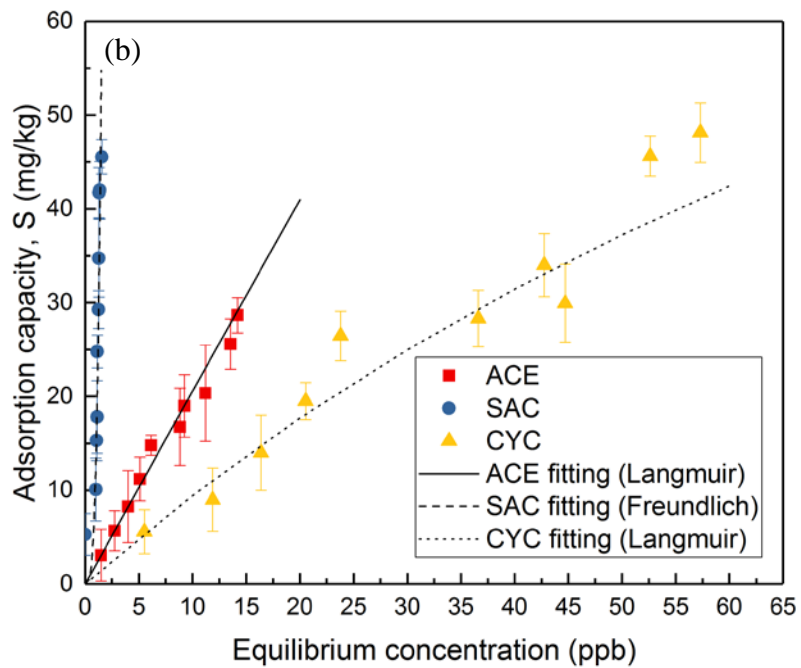 (b)
60
50
40
30
20
10
0
Adsorption capacity, S (mg/kg)
ACE
SAC
CYC
ACE fitting (Langmuir)
SAC fitting (Freundlich)
CYC fitting (Langmuir)
0 5 10 15 20 25 30 35 40 45 50 55 60 65
Equilibrium concentration (ppb)